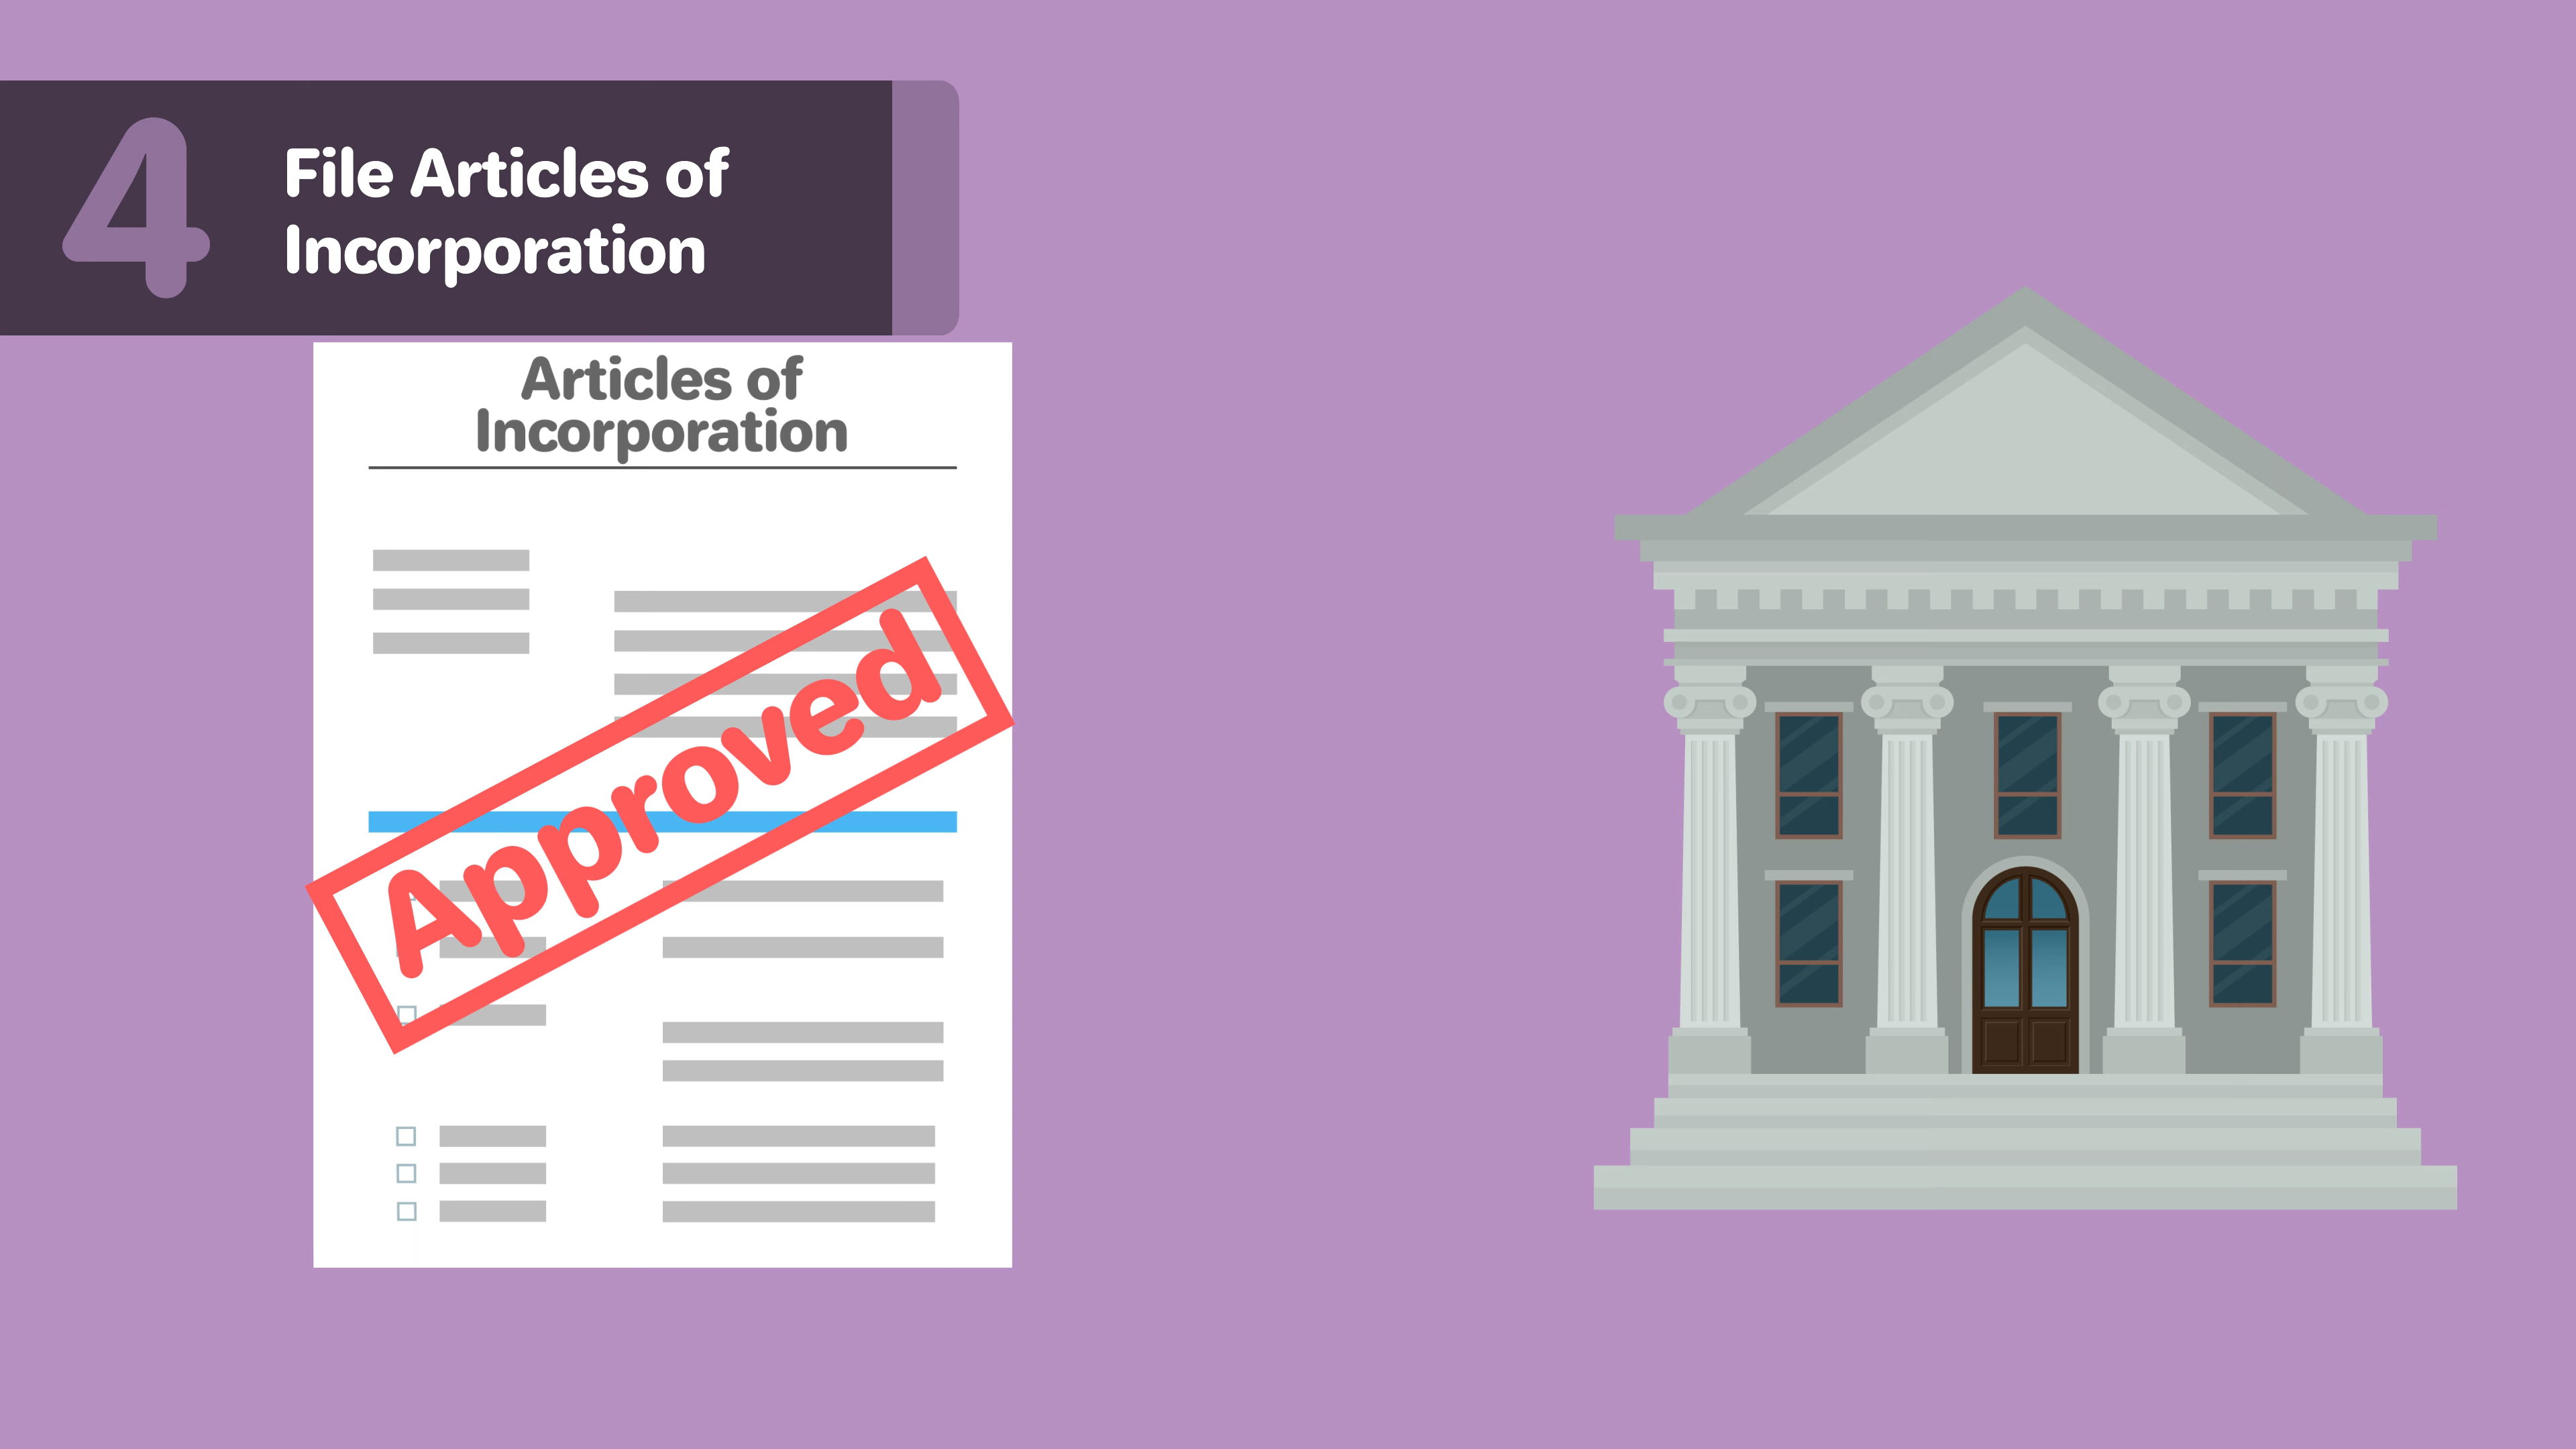 4
File Articles of
Incorporation
Articles of
Incorporation
Approved